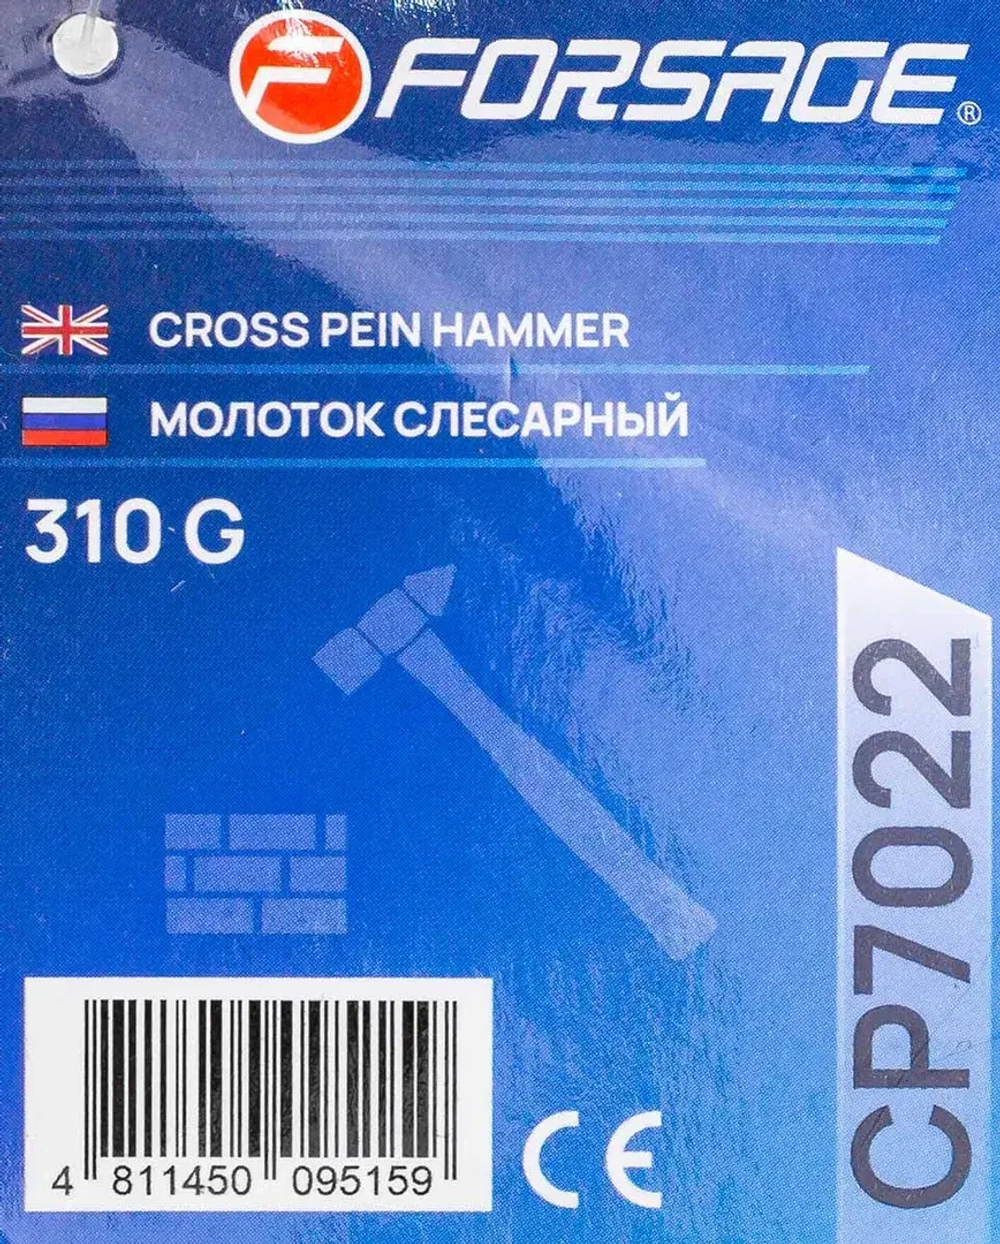 FORSAGE®
CROSS PEIN HAMMER
МОЛОТОК СЛЕСАРНЫЙ
310 G
CP7022
4 811450 095159
CE